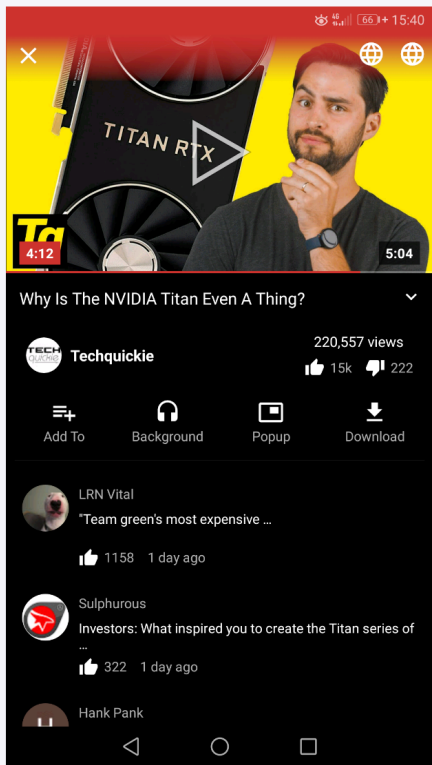 4G
66
15:40
TITAN RTX
4:12
5:04
Why Is The NVIDIA Titan Even A Thing?
TECH
quickie
Techquickie
220,557 views
15k
222
Add To
Background
Popup
Download
LRN Vital
"Team green's most expensive ...
1158
1 day ago
Sulphurous
Investors: What inspired you to create the Titan series of
...
322
1 day ago
Hank Pank
H